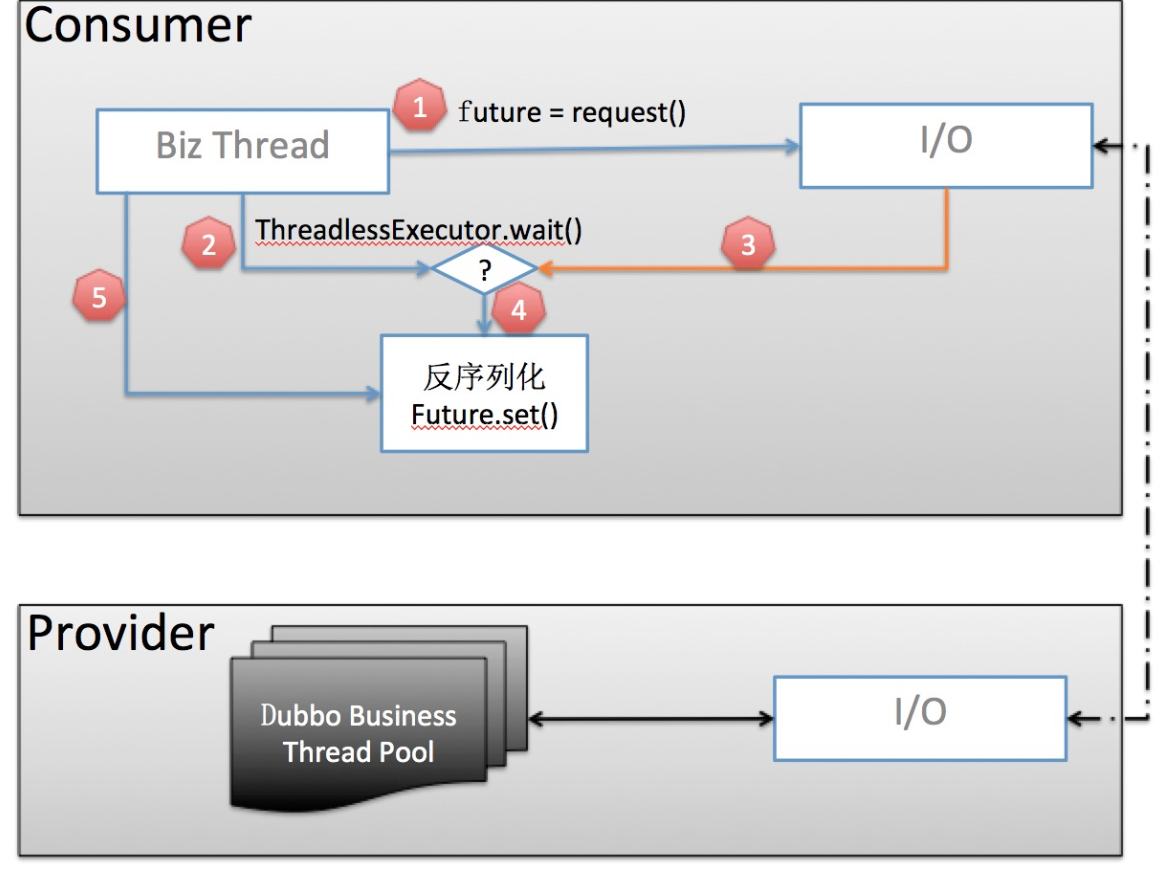 Consumer
1
future = request()
Biz Thread
I/O
2
ThreadlessExecutor.wait()
3
?
5
4
反序列化
Future.set()
Provider
Dubbo Business
Thread Pool
I/O